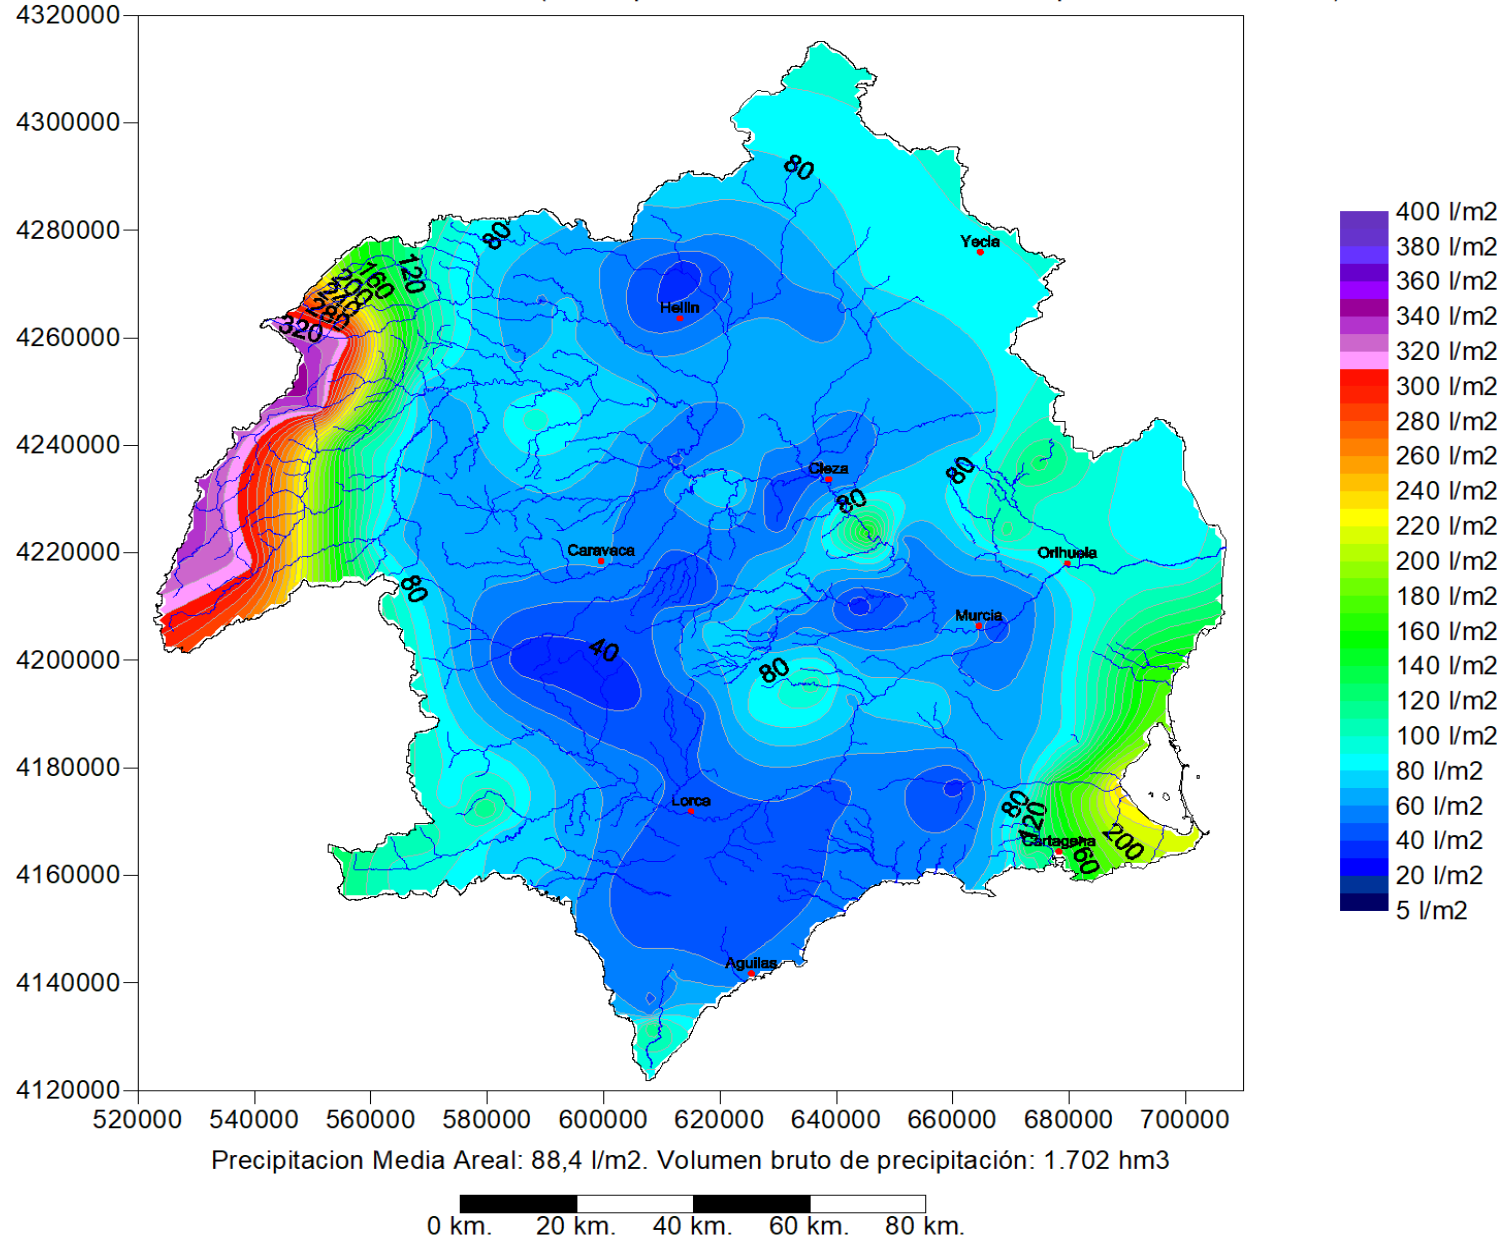 4320000
4300000
4280000
4260000
4240000
4220000
4200000
4180000
4160000
4140000
4120000
520000 540000 560000 580000 600000 620000 640000 660000 680000 700000
80
Yecla
80
120
160
200
240
280
320
Hellin
Cieza
80
80
Caravaca
Orihuela
80
Murcia
40
80
Lorca
80
120
Cartagena
160
200
Aguilas
400 l/m2
380 l/m2
360 l/m2
340 l/m2
320 l/m2
300 l/m2
280 l/m2
260 l/m2
240 l/m2
220 l/m2
200 l/m2
180 l/m2
160 l/m2
140 l/m2
120 l/m2
100 l/m2
80 l/m2
60 l/m2
40 l/m2
20 l/m2
5 l/m2
Precipitacion Media Areal: 88,4 l/m2. Volumen bruto de precipitación: 1.702 hm3
0 km. 20 km. 40 km. 60 km. 80 km.